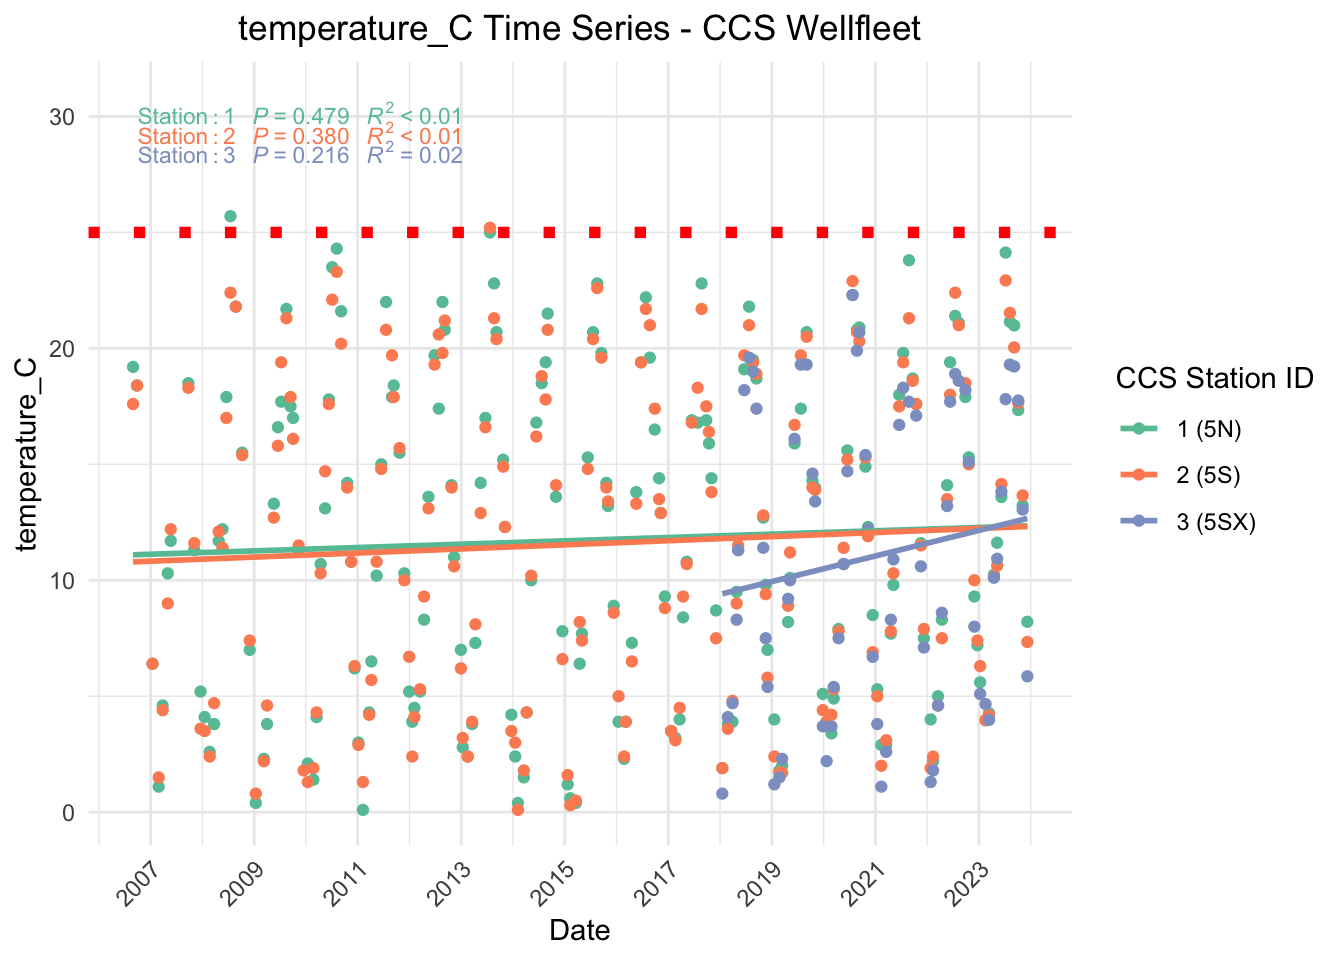 temperature_C Time Series - CCS Wellfleet
Station: 1 P = 0.479 R² < 0.01
Station: 2 P = 0.380 R² < 0.01
Station: 3 P = 0.216 R² = 0.02
30
20
10
0
temperature_C
2007 2009 2011 2013 2015 2017 2019 2021 2023
Date
CCS Station ID
1 (5N)
2 (5S)
3 (5SX)